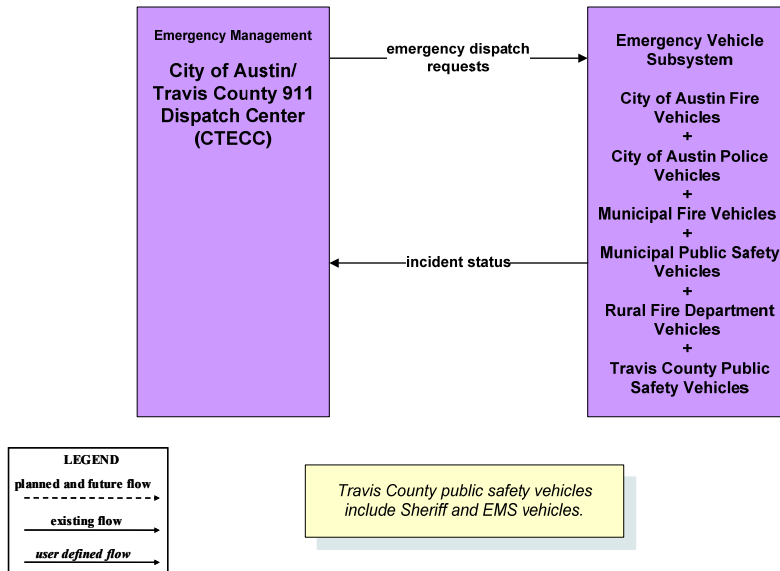 Emergency Management
City of Austin/
Travis County 911
Dispatch Center
(CTECC)
emergency dispatch
requests
incident status
Emergency Vehicle
Subsystem
City of Austin Fire
Vehicles
+
City of Austin Police
Vehicles
+
Municipal Fire Vehicles
+
Municipal Public Safety
Vehicles
+
Rural Fire Department
Vehicles
+
Travis County Public
Safety Vehicles
LEGEND
planned and future flow
existing flow
user defined flow
Travis County public safety vehicles
include Sheriff and EMS vehicles.